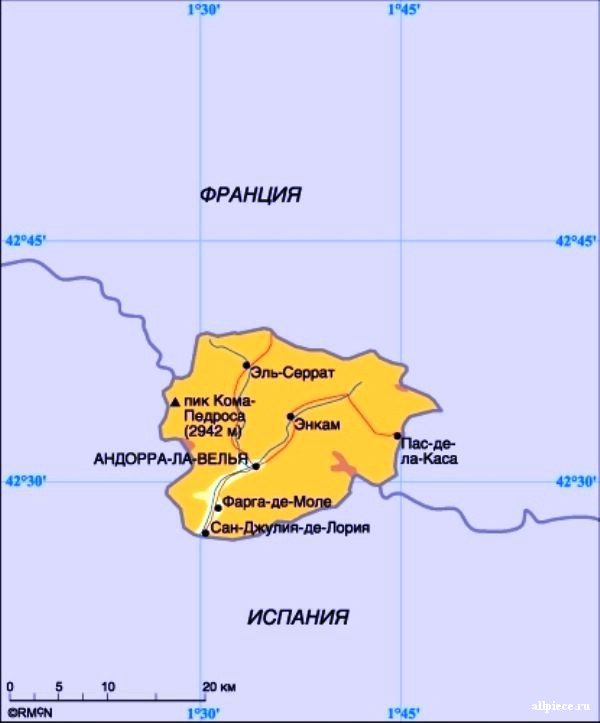 1°30' 1°45'
ФРАНЦИЯ
42°45' 42°45'
Эль-Серрат
пик Кома-
Педроса
(2942 м)
Энкам
Пас-де-
ла-Каса
АНДОРРА-ЛА-ВЕЛЬЯ
42°30' 42°30'
Фарга-де-Моле
Сан-Джулия-де-Лория
ИСПАНИЯ
0 5 10 20 км
©RMCN
1°30' 1°45'
allpiece.ru